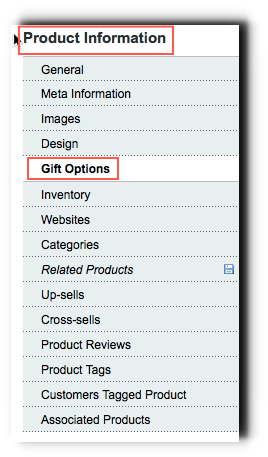 Product Information
General
Meta Information
Images
Design
Gift Options
Inventory
Websites
Categories
Related Products
Up-sells
Cross-sells
Product Reviews
Product Tags
Customers Tagged Product
Associated Products